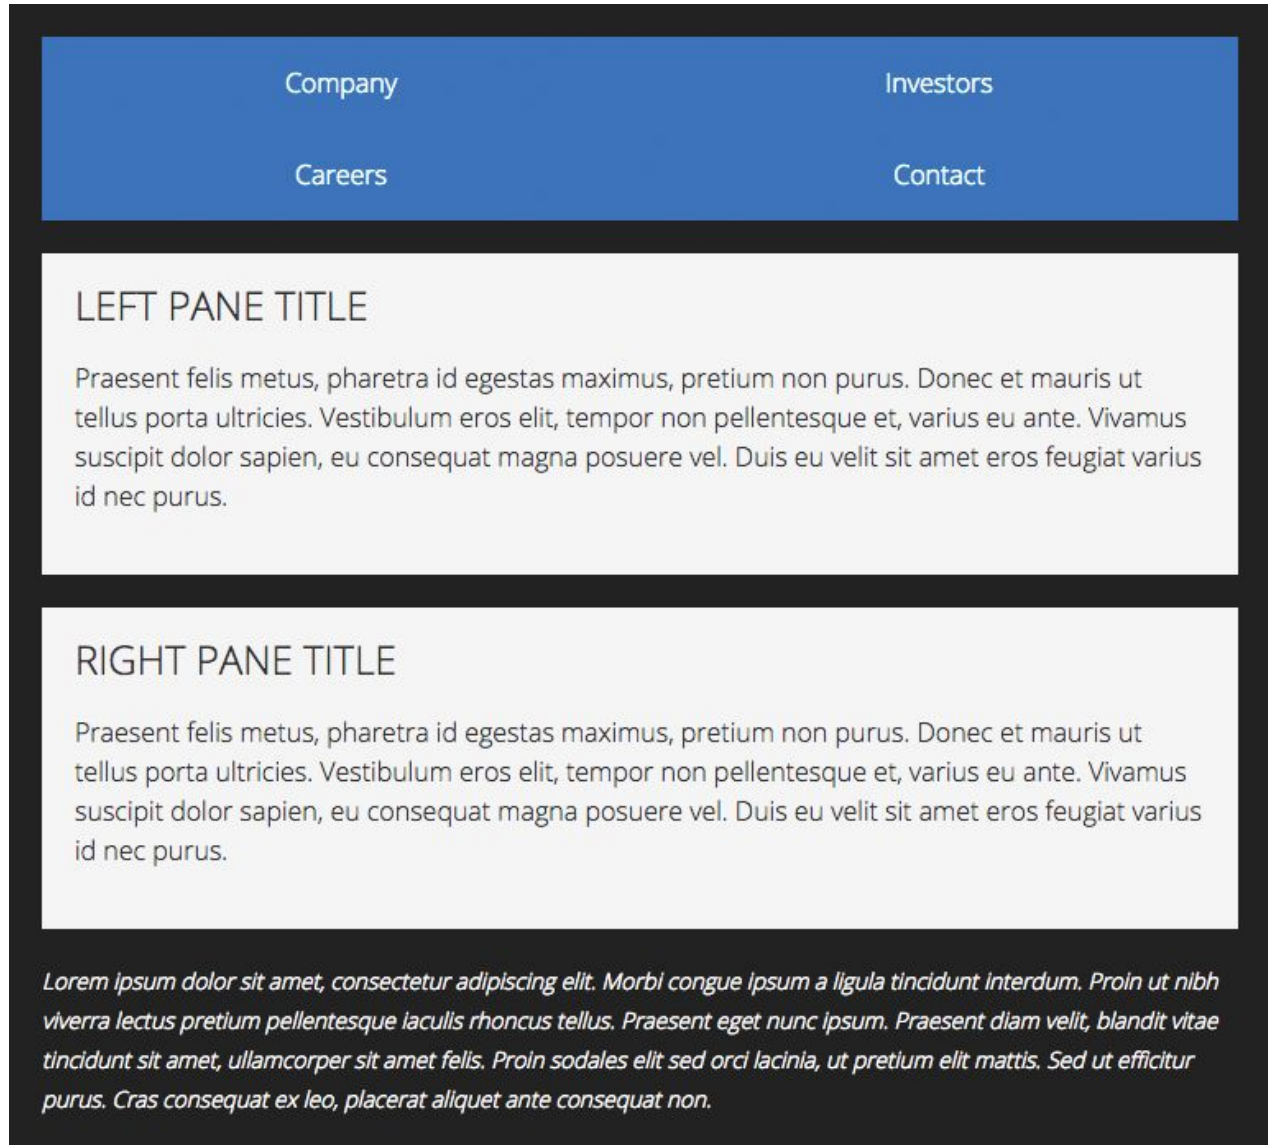 Company Investors
Careers Contact
LEFT PANE TITLE
Praesent felis metus, pharetra id egestas maximus, pretium non purus. Donec et mauris ut
tellus porta ultricies. Vestibulum eros elit, tempor non pellentesque et, varius eu ante. Vivamus
suscipit dolor sapien, eu consequat magna posuere vel. Duis eu velit sit amet eros feugiat varius
id nec purus.
RIGHT PANE TITLE
Praesent felis metus, pharetra id egestas maximus, pretium non purus. Donec et mauris ut
tellus porta ultricies. Vestibulum eros elit, tempor non pellentesque et, varius eu ante. Vivamus
suscipit dolor sapien, eu consequat magna posuere vel. Duis eu velit sit amet eros feugiat varius
id nec purus.
Lorem ipsum dolor sit amet, consectetur adipiscing elit. Morbi congue ipsum a ligula tincidunt interdum. Proin ut nibh
viverra lectus pretium pellentesque iaculis rhoncus tellus. Praesent eget nunc ipsum. Praesent diam velit, blandit vitae
tincidunt sit amet, ullamcorper sit amet felis. Proin sodales elit sed orci lacinia, ut pretium elit mattis. Sed ut efficitur
purus. Cras consequat ex leo, placerat aliquet ante consequat non.